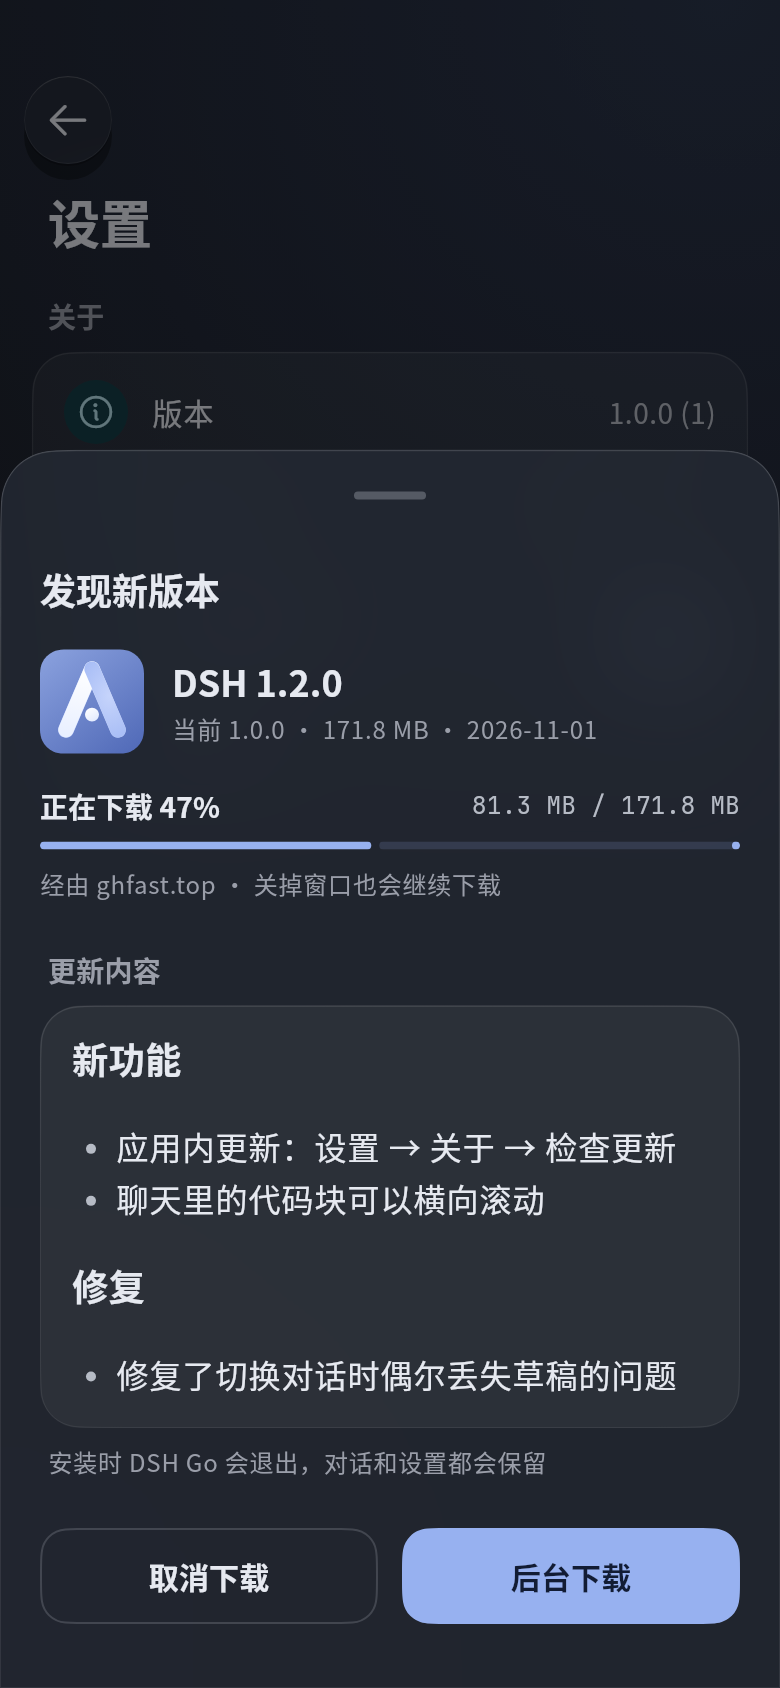 设置
关于
版本 1.0.0 (1)
发现新版本
DSH 1.2.0
当前 1.0.0 • 171.8 MB • 2026-11-01
正在下载 47% 81.3 MB / 171.8 MB
经由 ghfast.top • 关掉窗口也会继续下载
更新内容
新功能
• 应用内更新：设置 → 关于 → 检查更新
• 聊天里的代码块可以横向滚动
修复
• 修复了切换对话时偶尔丢失草稿的问题
安装时 DSH Go 会退出，对话和设置都会保留
取消下载 后台下载